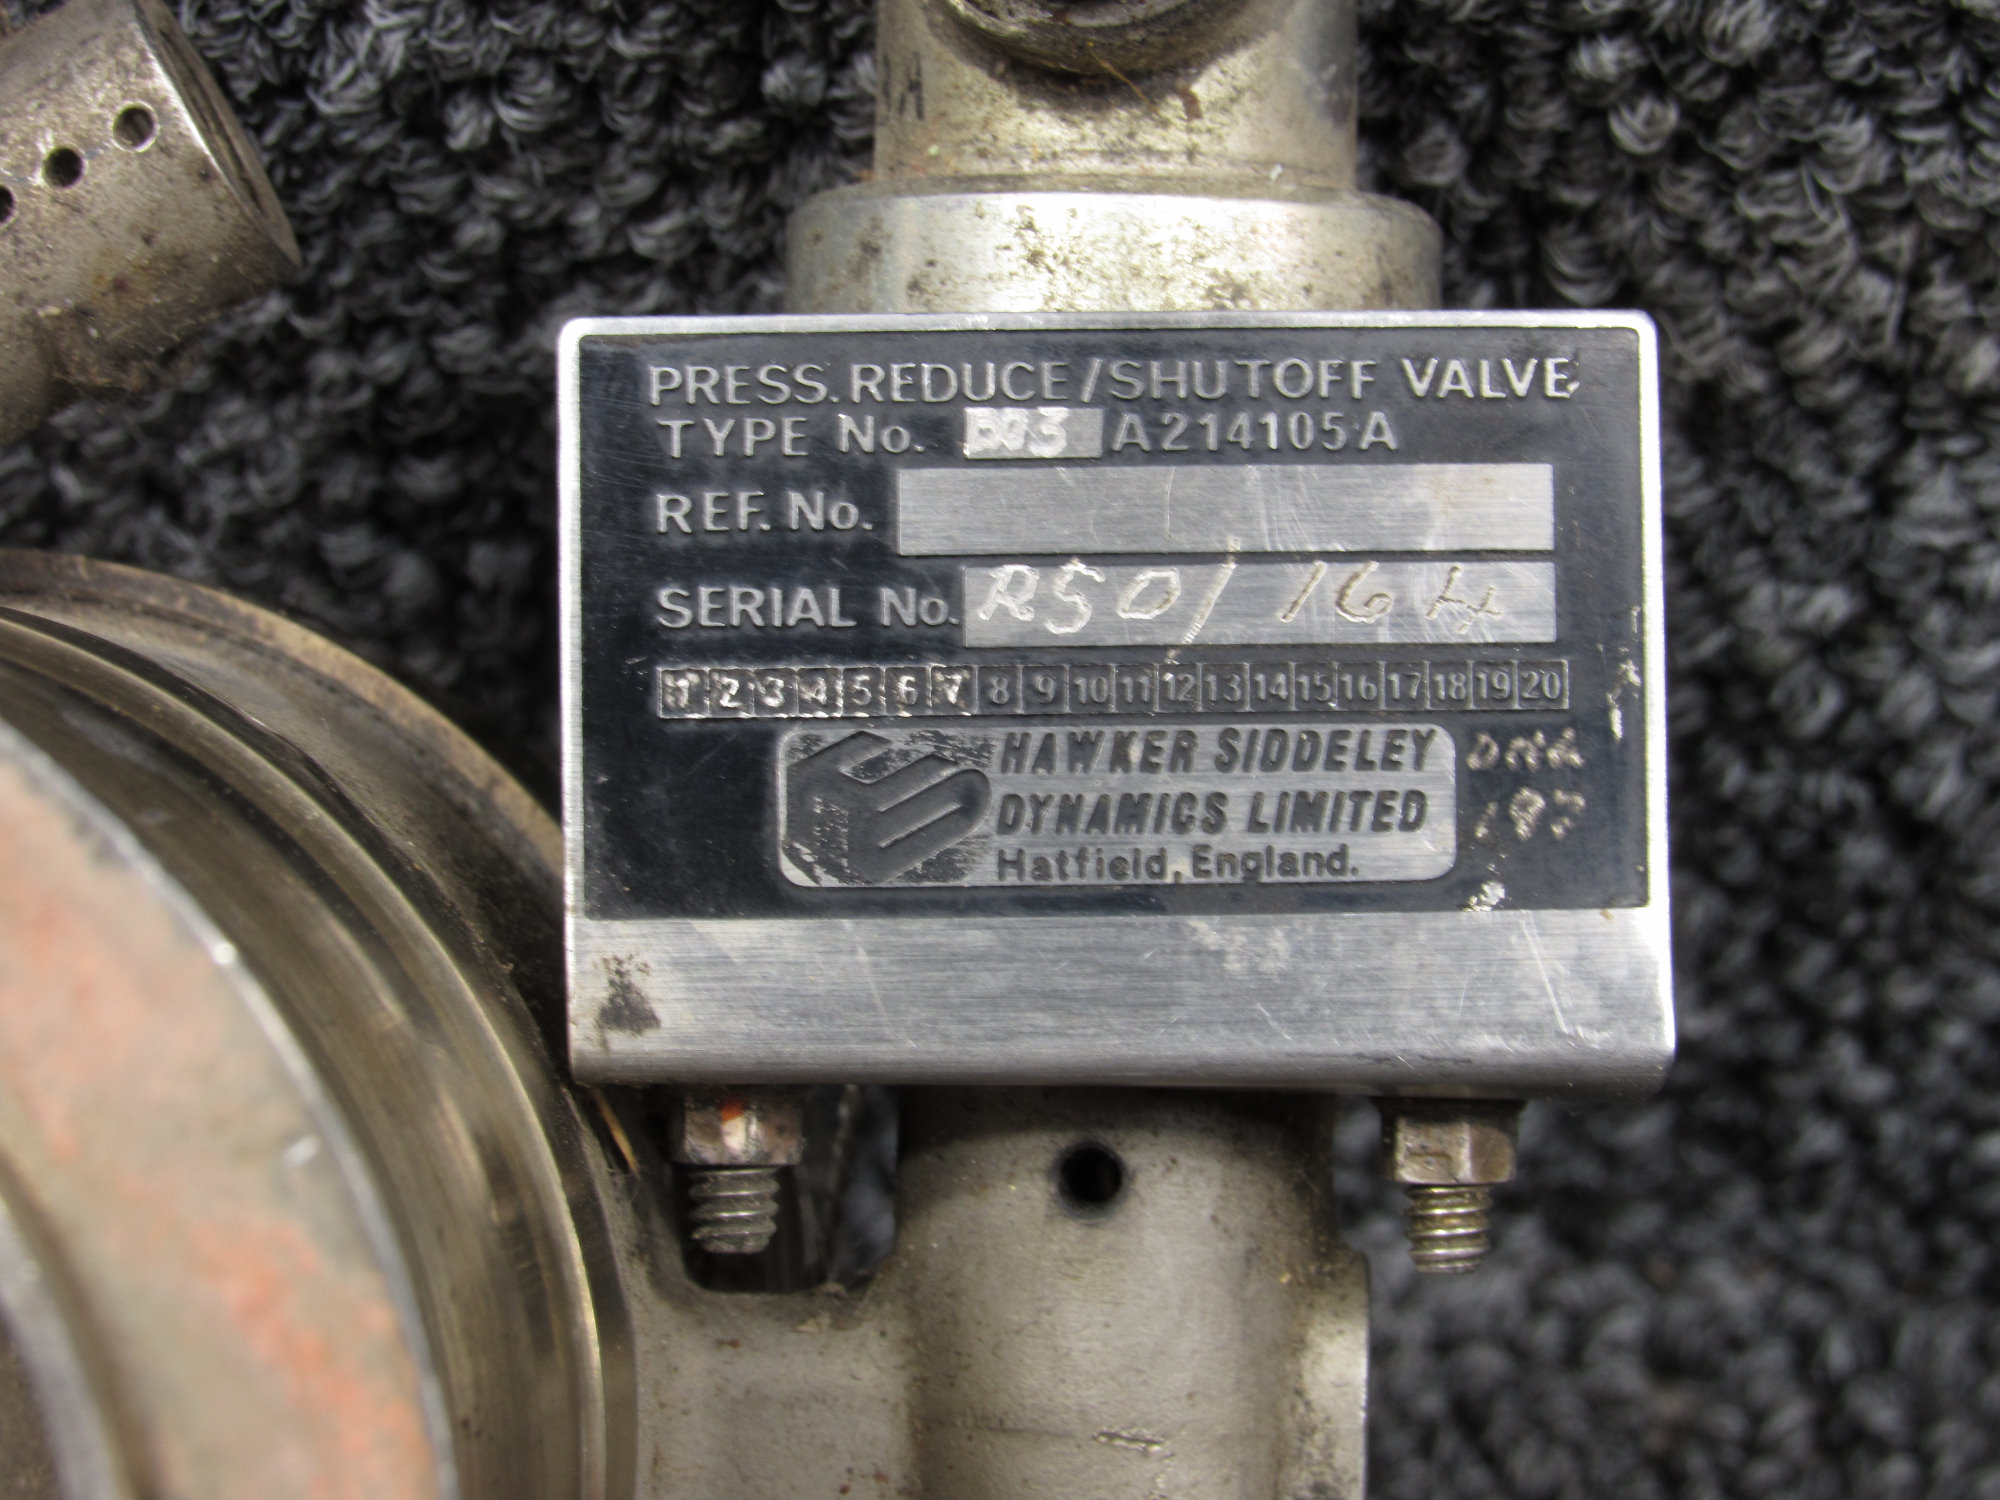 PRESS. REDUCE/SHUTOFF VALVE
TYPE No. 003 A214105A
REF. No.
SERIAL No. R50/164
1 2 3 4 5 6 7 8 9 10 11 12 13 14 15 16 17 18 19 20
HAWKER SIDDELEY
DYNAMICS LIMITED
Hatfield, England.